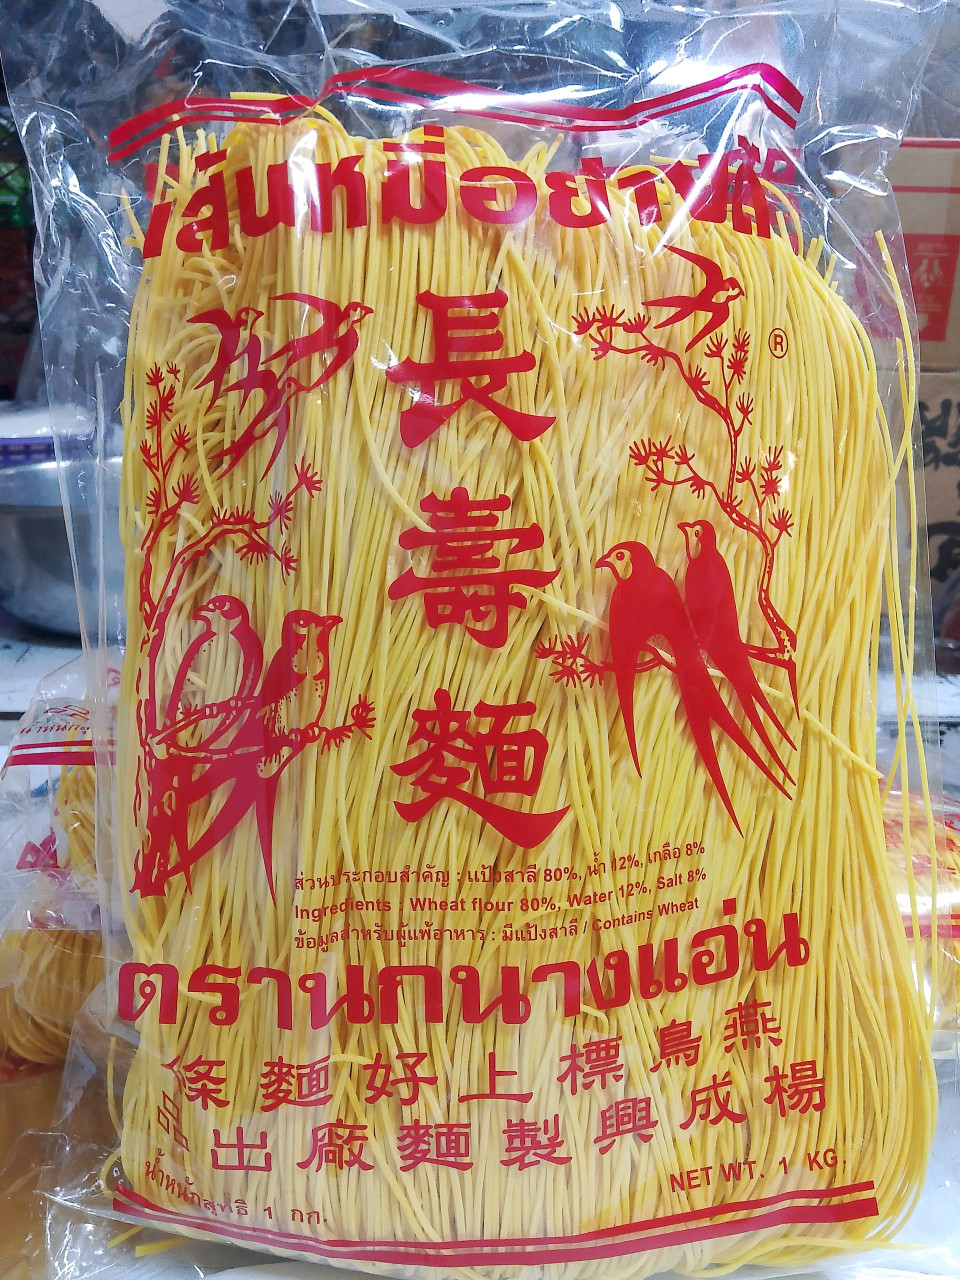 เส้นหมี่อย่างดี
®
長
壽
麵
ส่วนประกอบสำคัญ : แป้งสาลี 80%, น้ำ 12%, เกลือ 8%
Ingredients : Wheat flour 80%, Water 12%, Salt 8%
ข้อมูลสำหรับผู้แพ้อาหาร : มีแป้งสาลี / Contains Wheat
ตรานกนางแอ่น
條麵好上標鳥燕
品出廠麵製興成楊
NET WT. 1 KG.
น้ำหนักสุทธิ 1 กก.